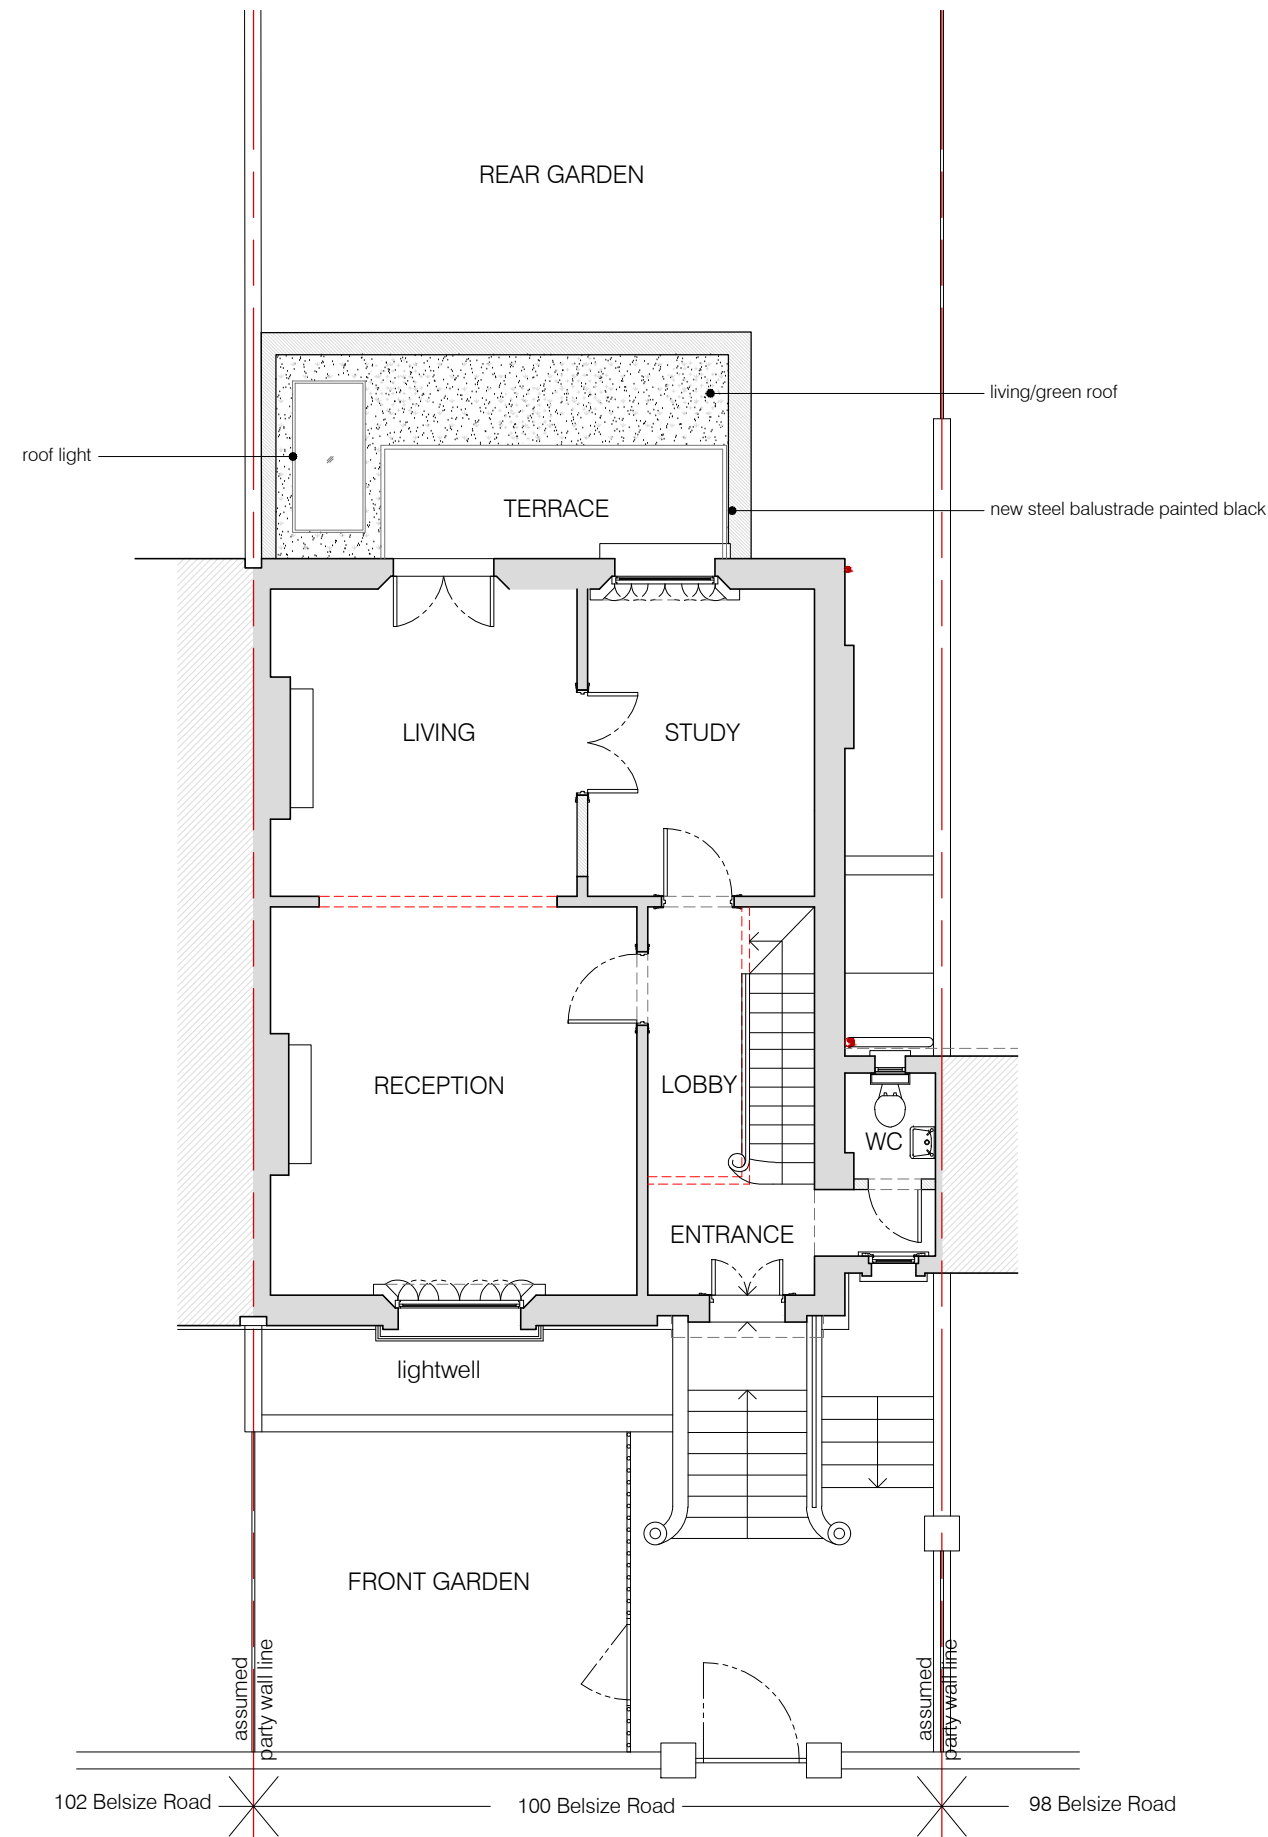 REAR GARDEN
living/green roof
roof light
TERRACE
new steel balustrade painted black
LIVING
STUDY
RECEPTION
LOBBY
WC
ENTRANCE
lightwell
FRONT GARDEN
assumed
party wall line
assumed
party wall line
102 Belsize Road
100 Belsize Road
98 Belsize Road